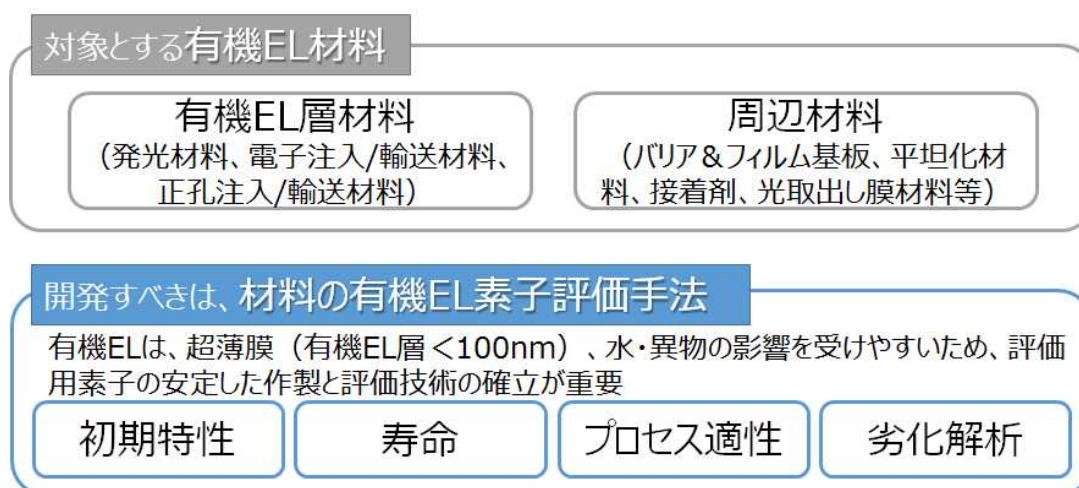 対象とする有機EL材料
有機EL層材料
（発光材料、電子注入/輸送材料、
正孔注入/輸送材料）
周辺材料
（バリア＆フィルム基板、平坦化材
料、接着剤、光取出し膜材料等）
開発すべきは、材料の有機EL素子評価手法
有機ELは、超薄膜（有機EL層＜100nm）、水・異物の影響を受けやすいため、評価
用素子の安定した作製と評価技術の確立が重要
初期特性
寿命
プロセス適性
劣化解析